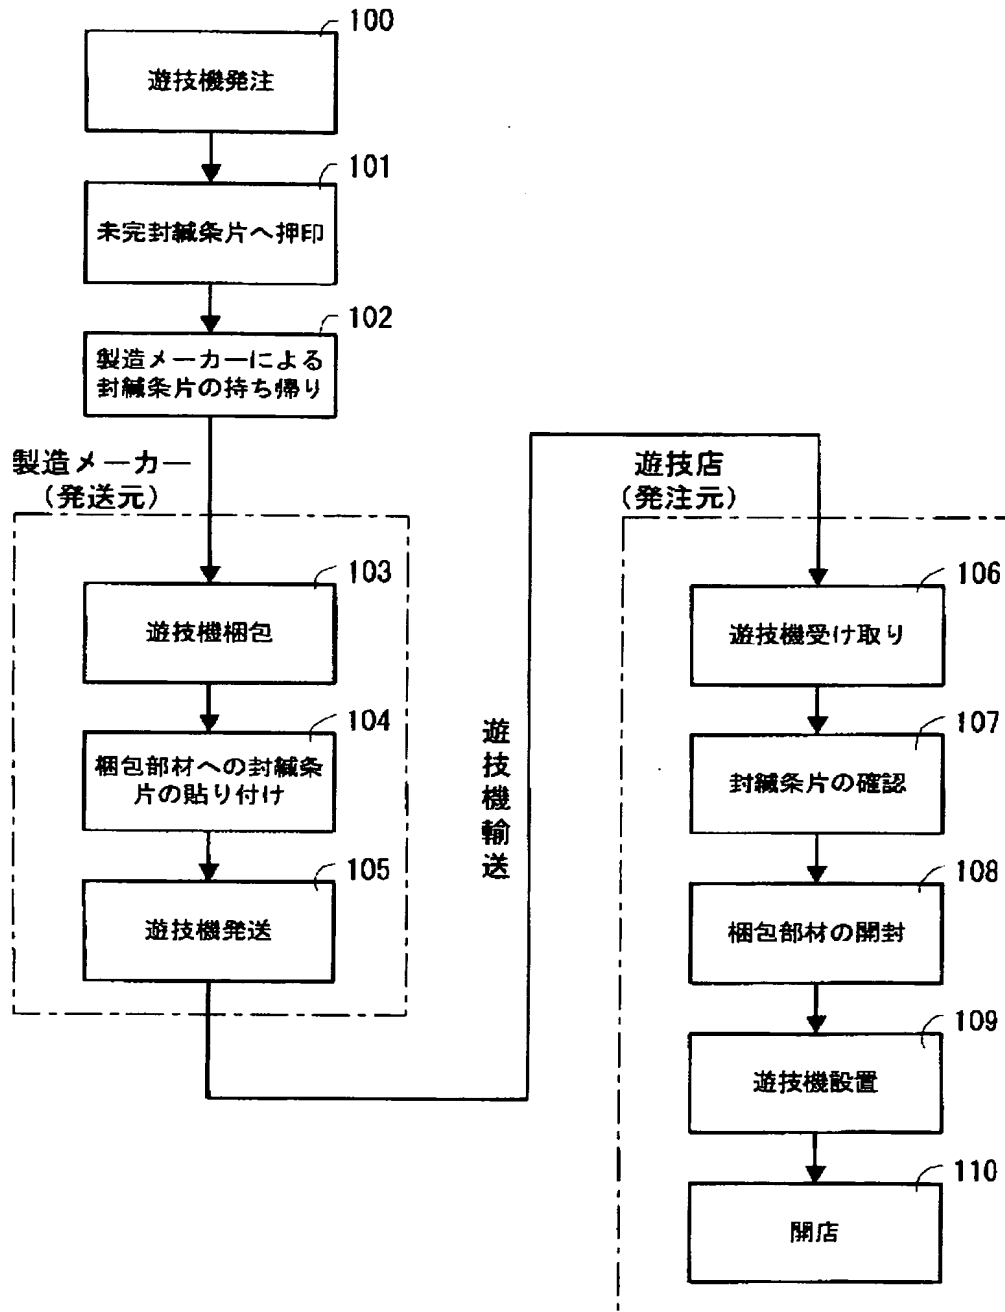 100
遊技機発注
101
未完封緘条片へ押印
102
製造メーカーによる
封緘条片の持ち帰り
製造メーカー
(発送元)
103
遊技機梱包
104
梱包部材への封緘条
片の貼り付け
105
遊技機発送
遊技機輸送
遊技店
(発注元)
106
遊技機受け取り
107
封緘条片の確認
108
梱包部材の開封
109
遊技機設置
110
開店